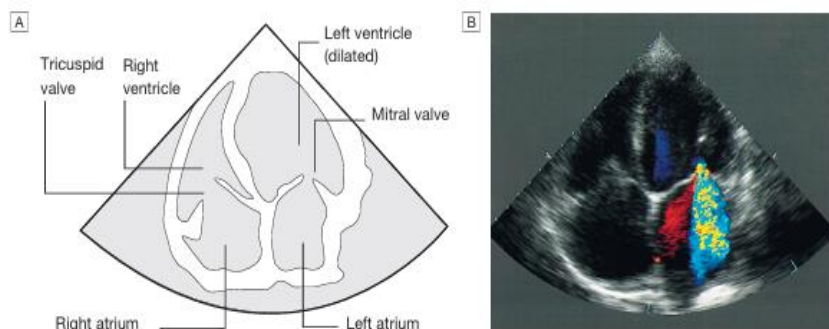 A
Left ventricle
(dilated)
Tricuspid
valve
Right
ventricle
Mitral valve
Right atrium
Left atrium
B